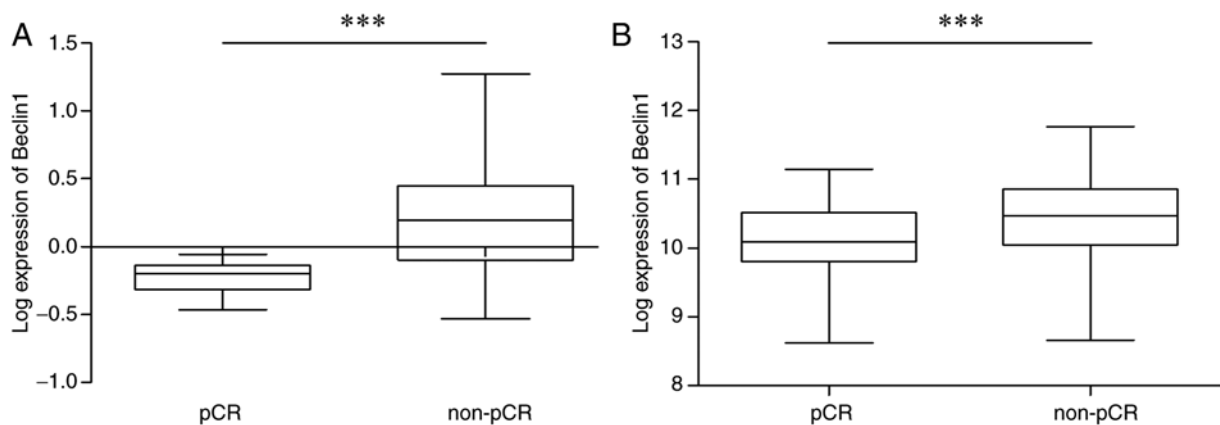 A
***
Log expression of Beclin1
1.5
1.0
0.5
0.0
−0.5
−1.0
pCR
non-pCR
B
***
Log expression of Beclin1
13
12
11
10
9
8
pCR
non-pCR